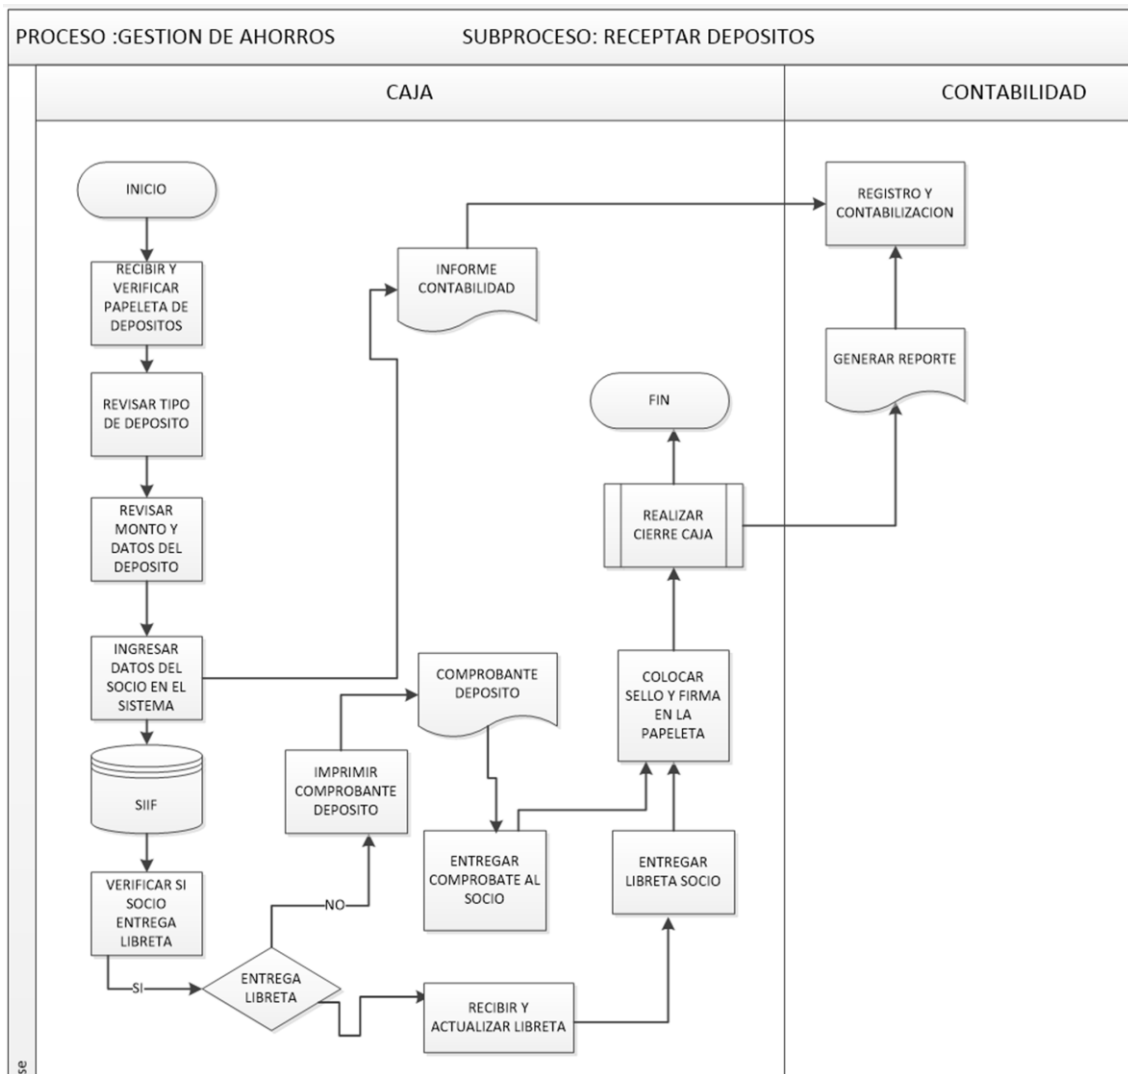 PROCESO :GESTION DE AHORROS
SUBPROCESO: RECEPTAR DEPOSITOS
CAJA
CONTABILIDAD
INICIO
RECIBIR Y
VERIFICAR
PAPELETA DE
DEPOSITOS
REVISAR TIPO
DE DEPOSITO
REVISAR
MONTO Y
DATOS DEL
DEPOSITO
INGRESAR
DATOS DEL
SOCIO EN EL
SISTEMA
SIIF
VERIFICAR SI
SOCIO
ENTREGA
LIBRETA
SI
ENTREGA
LIBRETA
NO
IMPRIMIR
COMPROBANTE
DEPOSITO
COMPROBANTE
DEPOSITO
ENTREGAR
COMPROBATE AL
SOCIO
RECIBIR Y
ACTUALIZAR LIBRETA
ENTREGAR
LIBRETA SOCIO
COLOCAR
SELLO Y FIRMA
EN LA
PAPELETA
REALIZAR
CIERRE CAJA
FIN
INFORME
CONTABILIDAD
REGISTRO Y
CONTABILIZACION
GENERAR REPORTE
se